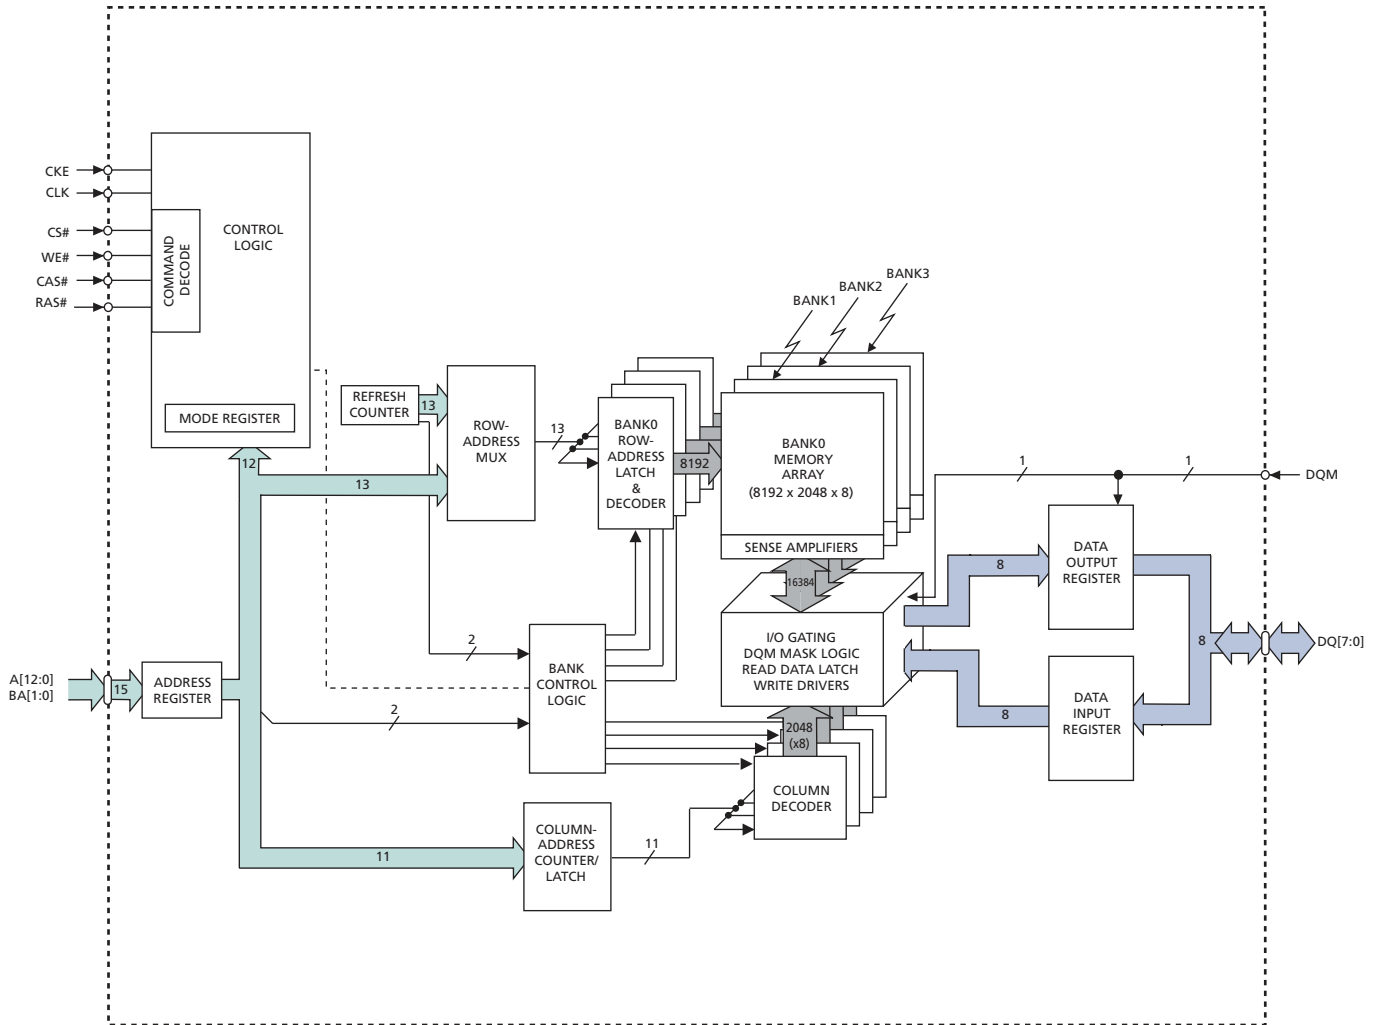 CKE
CLK
CS#
WE#
CAS#
RAS#
COMMAND
DECODE
CONTROL
LOGIC
MODE REGISTER
12
REFRESH
COUNTER
13
13
ROW-
ADDRESS
MUX
13
BANK0
ROW-
ADDRESS
LATCH
&
DECODER
8192
BANK1
BANK2
BANK3
BANK0
MEMORY
ARRAY
(8192 x 2048 x 8)
SENSE AMPLIFIERS
16384
I/O GATING
DQM MASK LOGIC
READ DATA LATCH
WRITE DRIVERS
1
1
DQM
8
DATA
OUTPUT
REGISTER
8
DQ[7:0]
8
DATA
INPUT
REGISTER
A[12:0]
BA[1:0]
15
ADDRESS
REGISTER
2
2
BANK
CONTROL
LOGIC
2048
(x8)
COLUMN
DECODER
11
COLUMN-
ADDRESS
COUNTER/
LATCH
11